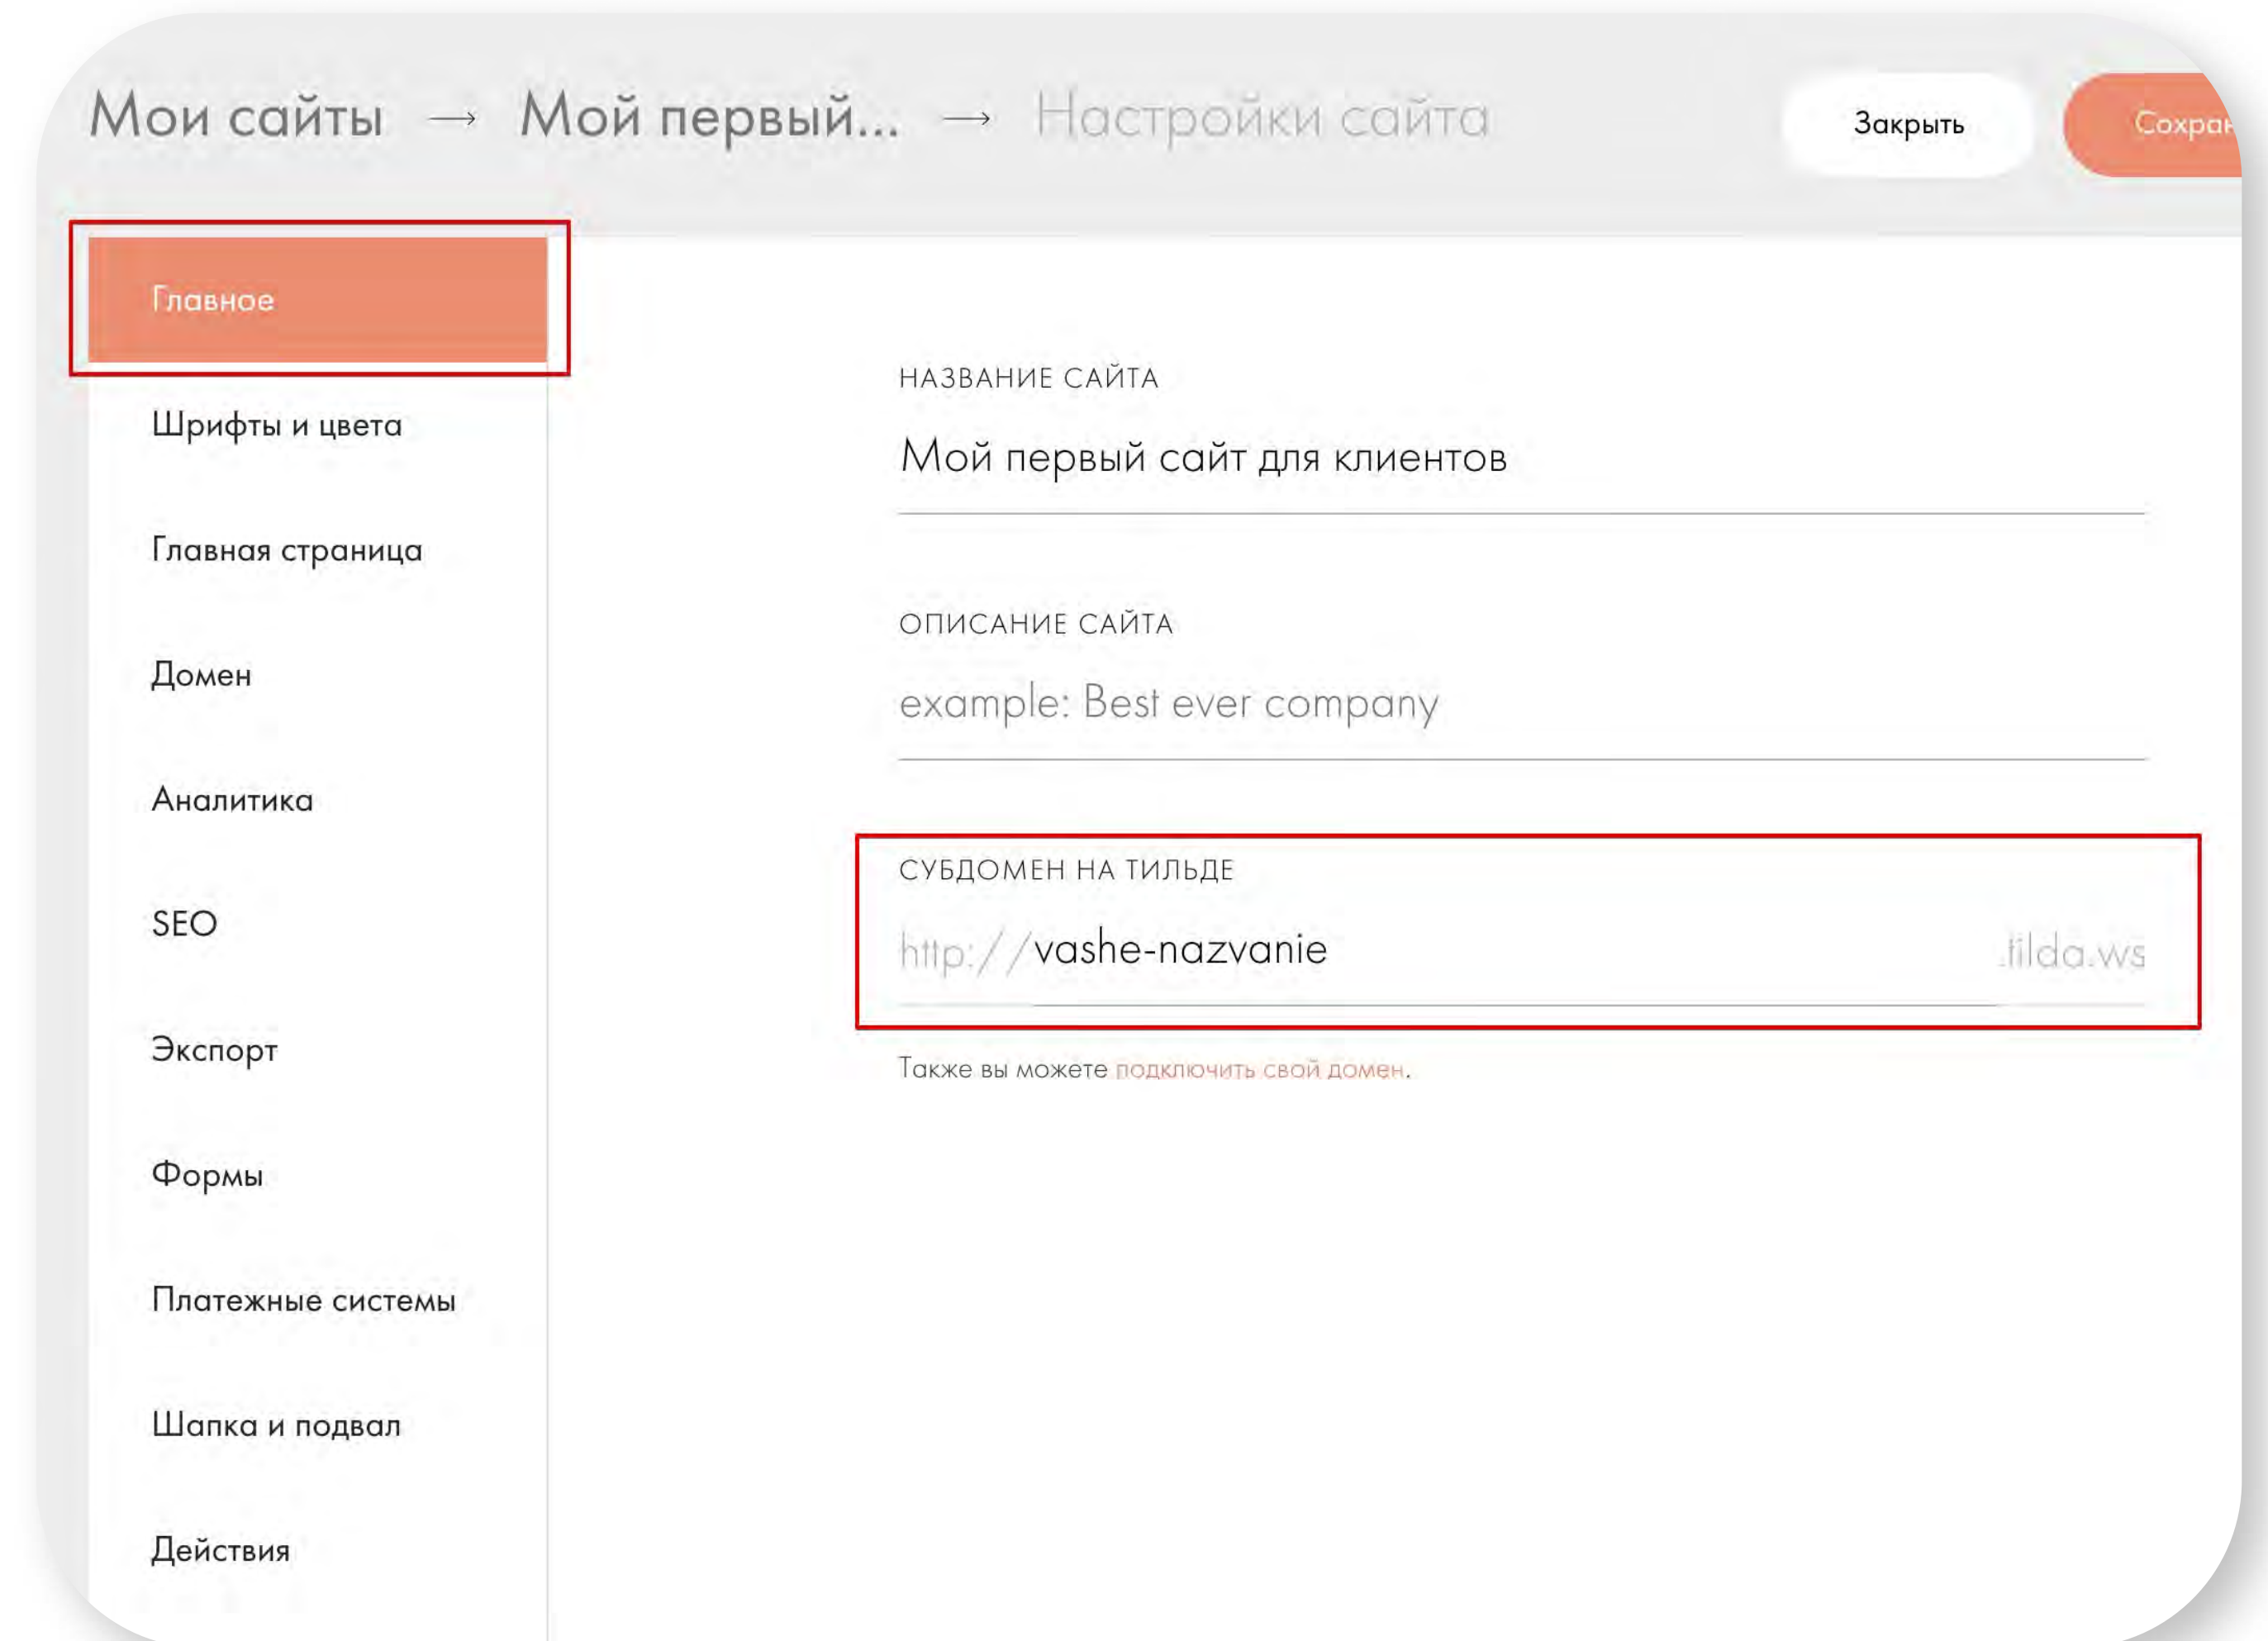 Мои сайты → Мой первый... → Настройки сайта
Закрыть
Главное
Шрифты и цвета
Главная страница
Домен
Аналитика
SEO
Экспорт
Формы
Платежные системы
Шапка и подвал
Действия
НАЗВАНИЕ САЙТА
Мой первый сайт для клиентов
ОПИСАНИЕ САЙТА
example: Best ever company
СУБДОМЕН НА ТИЛЬДЕ
http://vashe-nazvanie .tilda.ws
Также вы можете подключить свой домен.